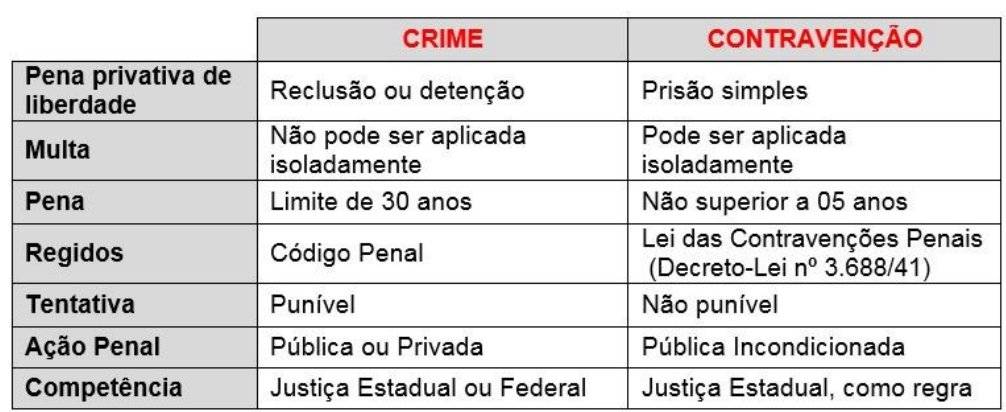 CRIME CONTRAVENÇÃO
Pena privativa de
liberdade
Reclusão ou detenção
Prisão simples
Multa
Não pode ser aplicada
isoladamente
Pode ser aplicada
isoladamente
Pena
Limite de 30 anos
Não superior a 05 anos
Regidos
Código Penal
Lei das Contravenções Penais
(Decreto-Lei nº 3.688/41)
Tentativa
Punível
Não punível
Ação Penal
Pública ou Privada
Pública Incondicionada
Competência
Justiça Estadual ou Federal
Justiça Estadual, como regra